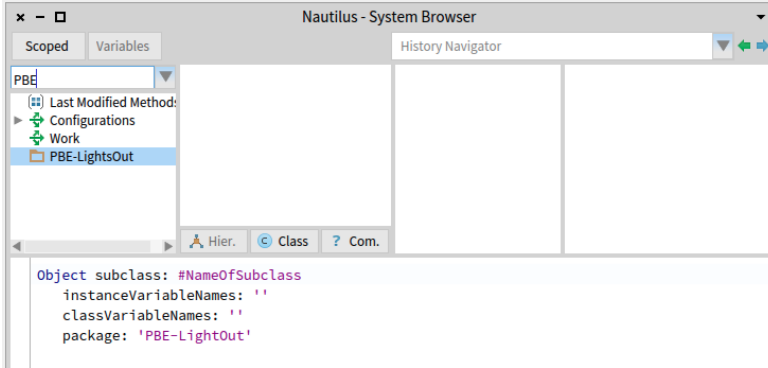 Nautilus - System Browser
Scoped
Variables
History Navigator
PBE
Last Modified Methods
Configurations
Work
PBE-LightsOut
Hier.
Class
Com.
Object subclass: #NameOfSubclass
instanceVariableNames: ''
classVariableNames: ''
package: 'PBE-LightOut'